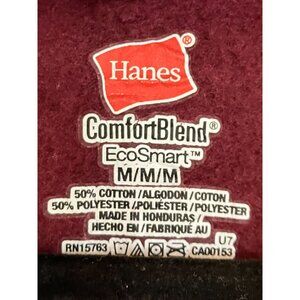 Hanes®
ComfortBlend®
EcoSmart™
M/M/M
50% COTTON/ALGODON/COTON
50% POLYESTER/POLIÉSTER/POLYESTER
MADE IN HONDURAS/
HECHO EN/FABRIQUÉ AU
U7
RN15763 CA00153